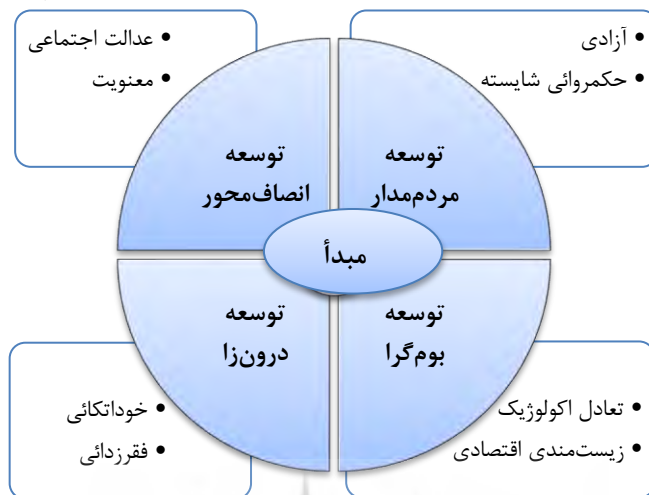 • آزادی
• حکمروائی شایسته
• عدالت اجتماعی
• معنویت
توسعه
مردم‌مدار
توسعه
انصاف‌محور
مبدأ
توسعه
بوم‌گرا
توسعه
درون‌زا
• تعادل اکولوژیک
• زیست‌مندی اقتصادی
• خوداتکائی
• فقرزدائی